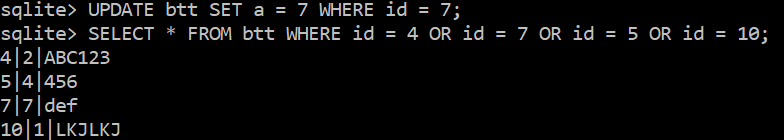 sqlite> UPDATE btt SET a = 7 WHERE id = 7;
sqlite> SELECT * FROM btt WHERE id = 4 OR id = 7 OR id = 5 OR id = 10;
4|2|ABC123
5|4|456
7|7|def
10|1|LKJLKJ